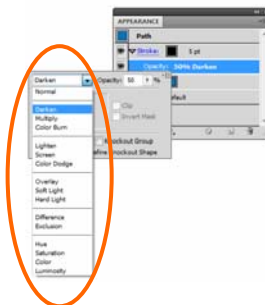 APPEARANCE
Path
Stroke: 5 pt
Opacity: 50% Darken
Darken Opacity: 50 %
Normal
Darken
Multiply
Color Burn
Lighten
Screen
Color Dodge
Overlay
Soft Light
Hard Light
Difference
Exclusion
Hue
Saturation
Color
Luminosity
Clip
Invert Mask
Knockout Group
Knockout Shape